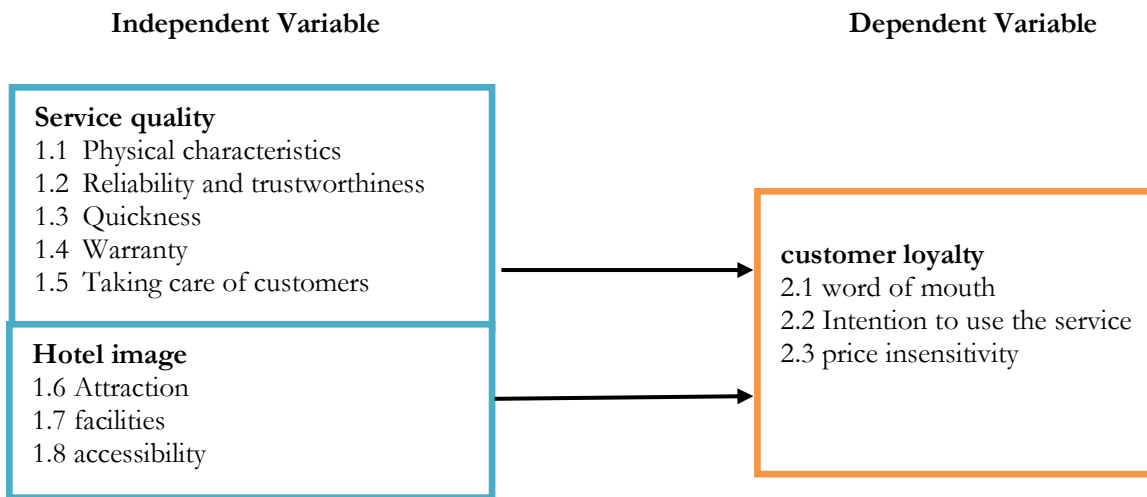 Independent Variable
Dependent Variable
Service quality
1.1 Physical characteristics
1.2 Reliability and trustworthiness
1.3 Quickness
1.4 Warranty
1.5 Taking care of customers
Hotel image
1.6 Attraction
1.7 facilities
1.8 accessibility
customer loyalty
2.1 word of mouth
2.2 Intention to use the service
2.3 price insensitivity